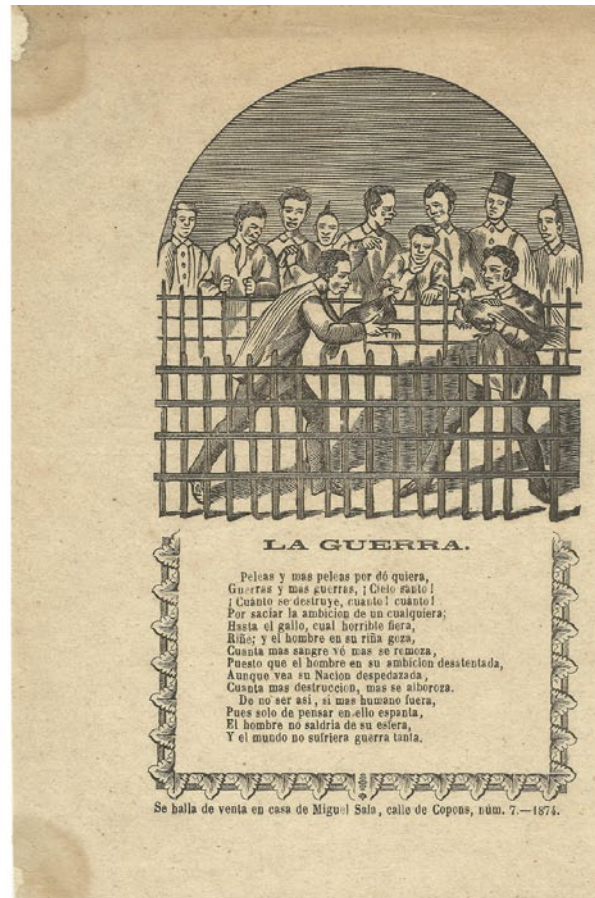 LA GUERRA.
Peleas y mas peleas por dó quiera,
Guerras y mas guerras, ¡Cielo santo!
¡Cuánto se destruye, cuanto! cuánto!
Por saciar la ambicion de un cualquiera;
Hasta el gallo, cual horrible fiera,
Riñe; y el hombre en su riña goza,
Cuanta mas sangre vé mas se remoza,
Puesto que el hombre en su ambicion desatentada,
Aunque vea su Nacion despedazada,
Cuanta mas destruccion, mas se alboroza.
De no ser asi, si mas humano fuera,
Pues solo de pensar en ello espanta,
El hombre no saldria de su esfera,
Y el mundo no sufriera guerra tanta.
Se halla de venta en casa de Miguel Sala, calle de Copons, núm. 7.—1874.